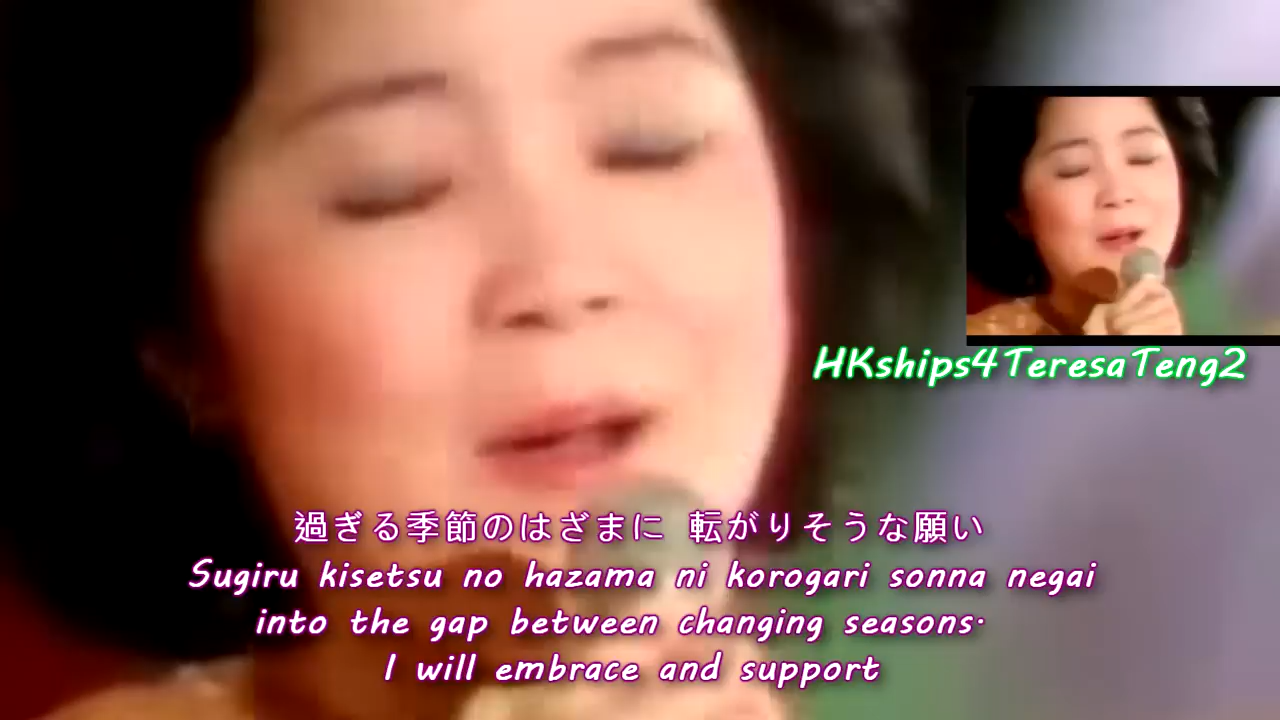 HKships4TeresaTeng2
過ぎる季節のはざまに 転がりそうな願い
Sugiru kisetsu no hazama ni korogari sonna negai
into the gap between changing seasons.
I will embrace and support